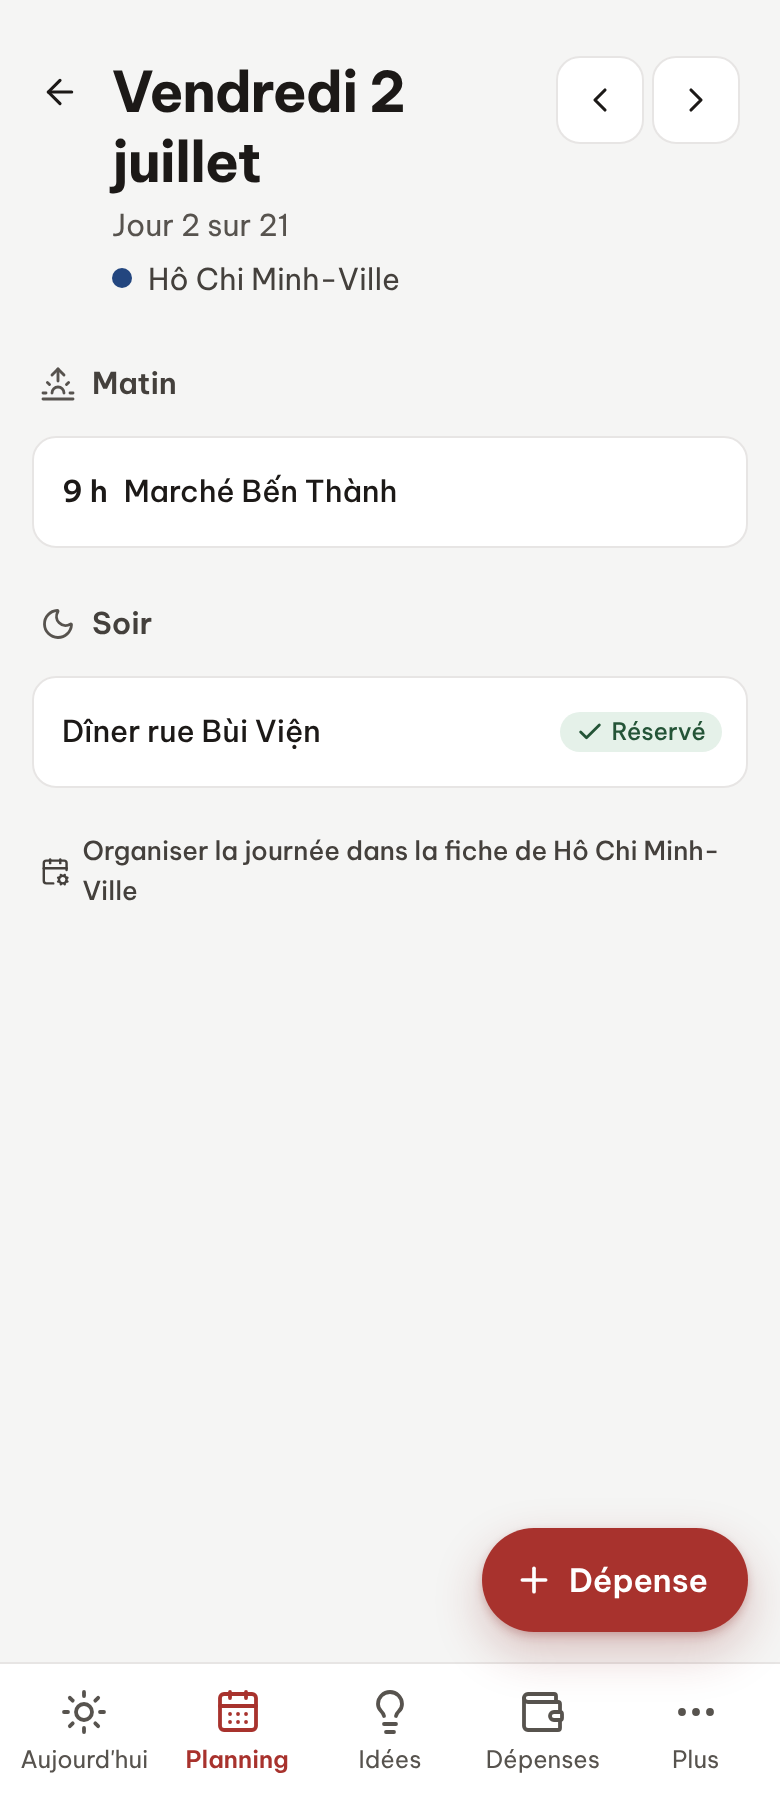 Vendredi 2
juillet
Jour 2 sur 21
Hô Chi Minh-Ville
Matin
9 h Marché Bến Thành
Soir
Dîner rue Bùi Viện
Réservé
Organiser la journée dans la fiche de Hô Chi Minh-
Ville
Dépense
Aujourd'hui
Planning
Idées
Dépenses
Plus